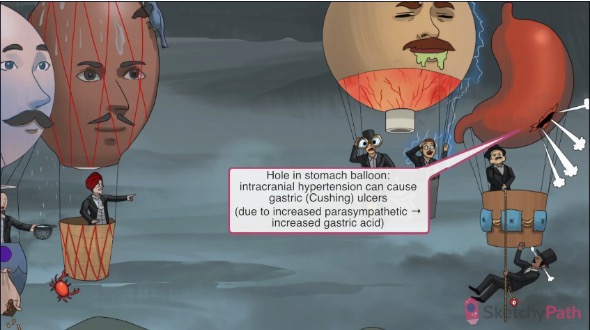 Hole in stomach balloon:
intracranial hypertension can cause
gastric (Cushing) ulcers
(due to increased parasympathetic →
increased gastric acid)
SketchyPath